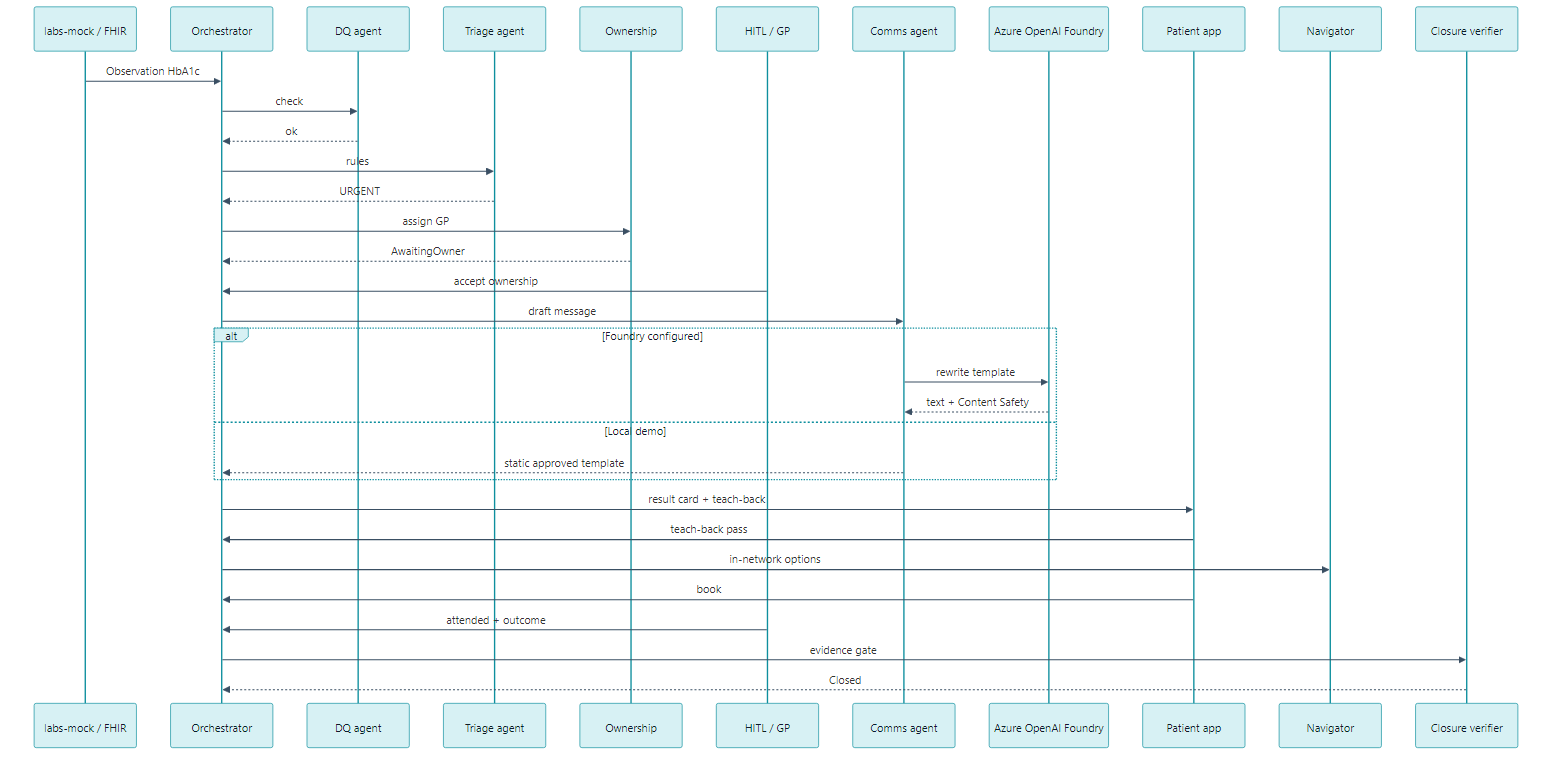 labs-mock / FHIR
Orchestrator
DQ agent
Triage agent
Ownership
HITL / GP
Comms agent
Azure OpenAI Foundry
Patient app
Navigator
Closure verifier
Observation HbA1c
check
ok
rules
URGENT
assign GP
AwaitingOwner
accept ownership
draft message
alt
[Foundry configured]
rewrite template
text + Content Safety
[Local demo]
static approved template
result card + teach-back
teach-back pass
in-network options
book
attended + outcome
evidence gate
Closed
labs-mock / FHIR
Orchestrator
DQ agent
Triage agent
Ownership
HITL / GP
Comms agent
Azure OpenAI Foundry
Patient app
Navigator
Closure verifier